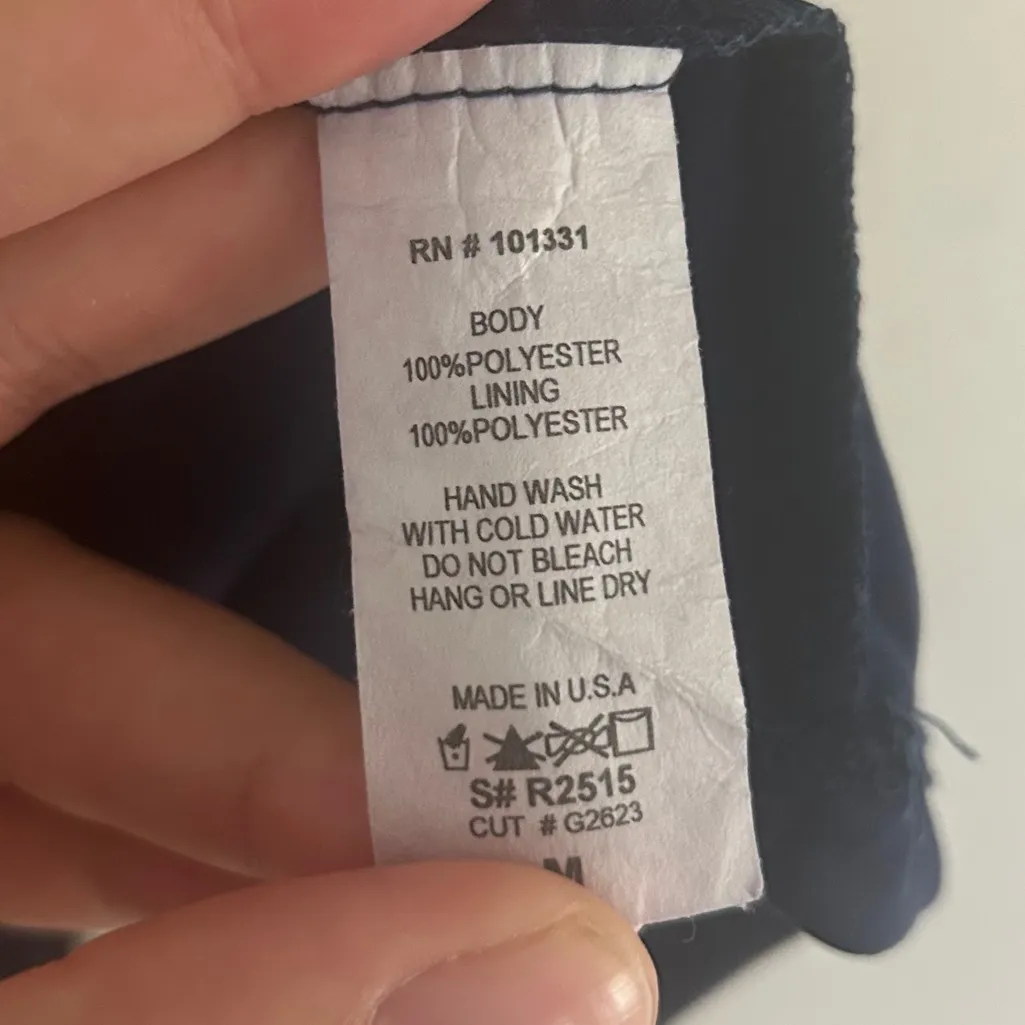 RN # 101331
BODY
100%POLYESTER
LINING
100%POLYESTER
HAND WASH
WITH COLD WATER
DO NOT BLEACH
HANG OR LINE DRY
MADE IN U.S.A
S# R2515
CUT # G2623
M